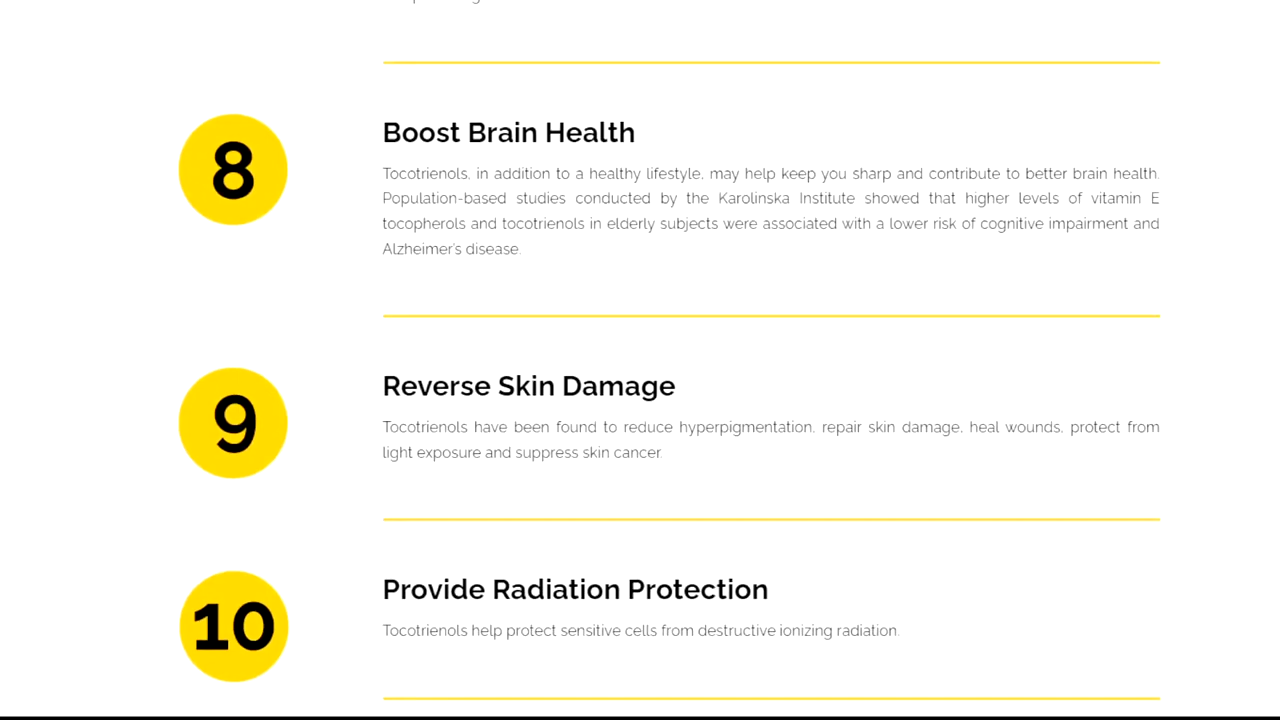 8
Boost Brain Health
Tocotrienols, in addition to a healthy lifestyle, may help keep you sharp and contribute to better brain health.
Population-based studies conducted by the Karolinska Institute showed that higher levels of vitamin E
tocopherols and tocotrienols in elderly subjects were associated with a lower risk of cognitive impairment and
Alzheimer's disease.
9
Reverse Skin Damage
Tocotrienols have been found to reduce hyperpigmentation, repair skin damage, heal wounds, protect from
light exposure and suppress skin cancer.
10
Provide Radiation Protection
Tocotrienols help protect sensitive cells from destructive ionizing radiation.